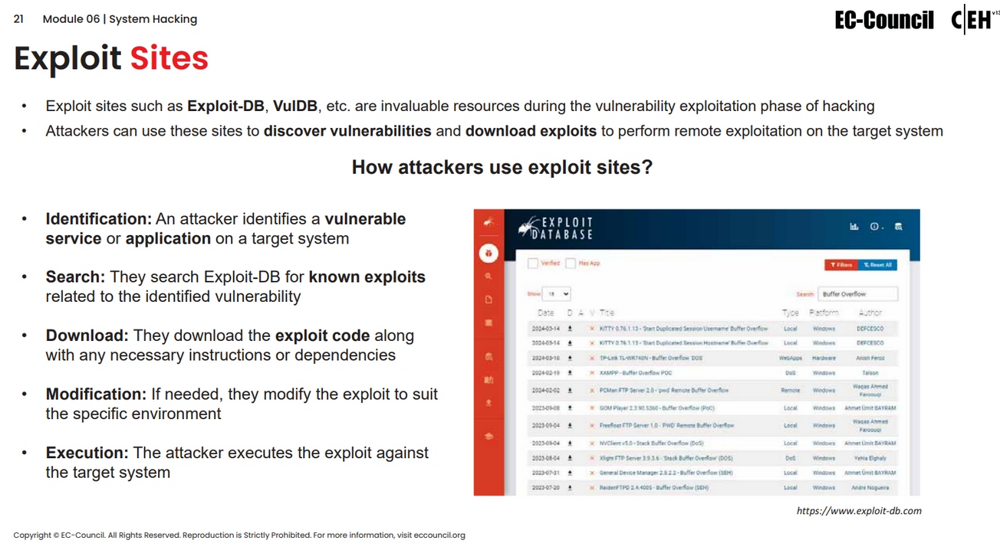 21 Module 06 | System Hacking
EC-Council C|EH v13
Exploit Sites
• Exploit sites such as Exploit-DB, VulDB, etc. are invaluable resources during the vulnerability exploitation phase of hacking
• Attackers can use these sites to discover vulnerabilities and download exploits to perform remote exploitation on the target system
How attackers use exploit sites?
• Identification: An attacker identifies a vulnerable
service or application on a target system
• Search: They search Exploit-DB for known exploits
related to the identified vulnerability
• Download: They download the exploit code along
with any necessary instructions or dependencies
• Modification: If needed, they modify the exploit to suit
the specific environment
• Execution: The attacker executes the exploit against
the target system
EXPLOIT
DATABASE
Verified Has App
Filters Reset All
Show 15
Search Buffer Overflow
Date D A V Title Type Platform Author
2024-03-14 KiTTY 0.76.1.13 - 'Start Duplicated Session Username' Buffer Overflow Local Windows DEFCESCO
2024-03-14 KiTTY 0.76.1.13 - 'Start Duplicated Session Hostname' Buffer Overflow Local Windows DEFCESCO
2024-03-10 TP-Link TL-WR740N - Buffer Overflow 'DOS' WebApps Hardware Anish Feroz
2024-02-19 XAMPP - Buffer Overflow POC DoS Windows Talson
2024-02-02 PCMan FTP Server 2.0 - 'pwd' Remote Buffer Overflow Remote Windows Waqas Ahmed
Faroouqi
2023-09-08 GOM Player 2.3.90.5360 - Buffer Overflow (PoC) Local Windows Ahmet Ümit BAYRAM
2023-09-04 Freefloat FTP Server 1.0 - 'PWD' Remote Buffer Overflow Local Windows Waqas Ahmed
Faroouqi
2023-09-04 NVClient v5.0 - Stack Buffer Overflow (DoS) Local Windows Ahmet Ümit BAYRAM
2023-08-04 Xlight FTP Server 3.9.3.6 - 'Stack Buffer Overflow' (DOS) DoS Windows Yehia Elghaly
2023-07-31 General Device Manager 2.5.2.2 - Buffer Overflow (SEH) Local Windows Ahmet Ümit BAYRAM
2023-07-20 RaidenFTPD 2.4.4005 - Buffer Overflow (SEH) Local Windows Andre Nogueira
https://www.exploit-db.com
Copyright © EC-Council. All Rights Reserved. Reproduction is Strictly Prohibited. For more information, visit eccouncil.org